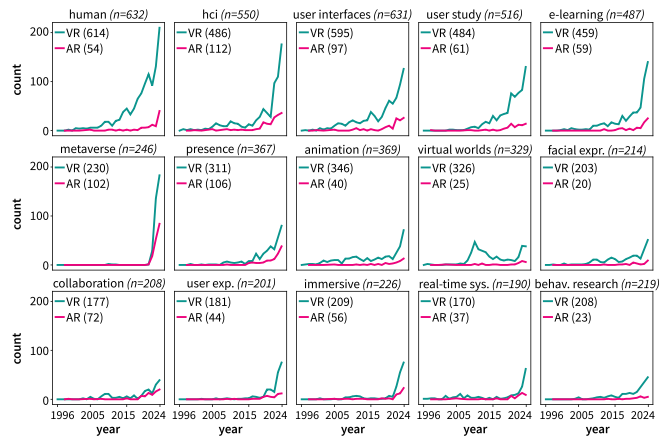 human (n=632) hci (n=550) user interfaces (n=631) user study (n=516) e-learning (n=487)
200 VR (614) VR (486) VR (595) VR (484) VR (459)
AR (54) AR (112) AR (97) AR (61) AR (59)
count
100
0
metaverse (n=246) presence (n=367) animation (n=369) virtual worlds (n=329) facial expr. (n=214)
200 VR (230) VR (311) VR (346) VR (326) VR (203)
AR (102) AR (106) AR (40) AR (25) AR (20)
count
100
0
collaboration (n=208) user exp. (n=201) immersive (n=226) real-time sys. (n=190) behav. research (n=219)
200 VR (177) VR (181) VR (209) VR (170) VR (208)
AR (72) AR (44) AR (56) AR (37) AR (23)
count
100
0
1996 2005 2015 2024 1996 2005 2015 2024 1996 2005 2015 2024 1996 2005 2015 2024 1996 2005 2015 2024
year year year year year